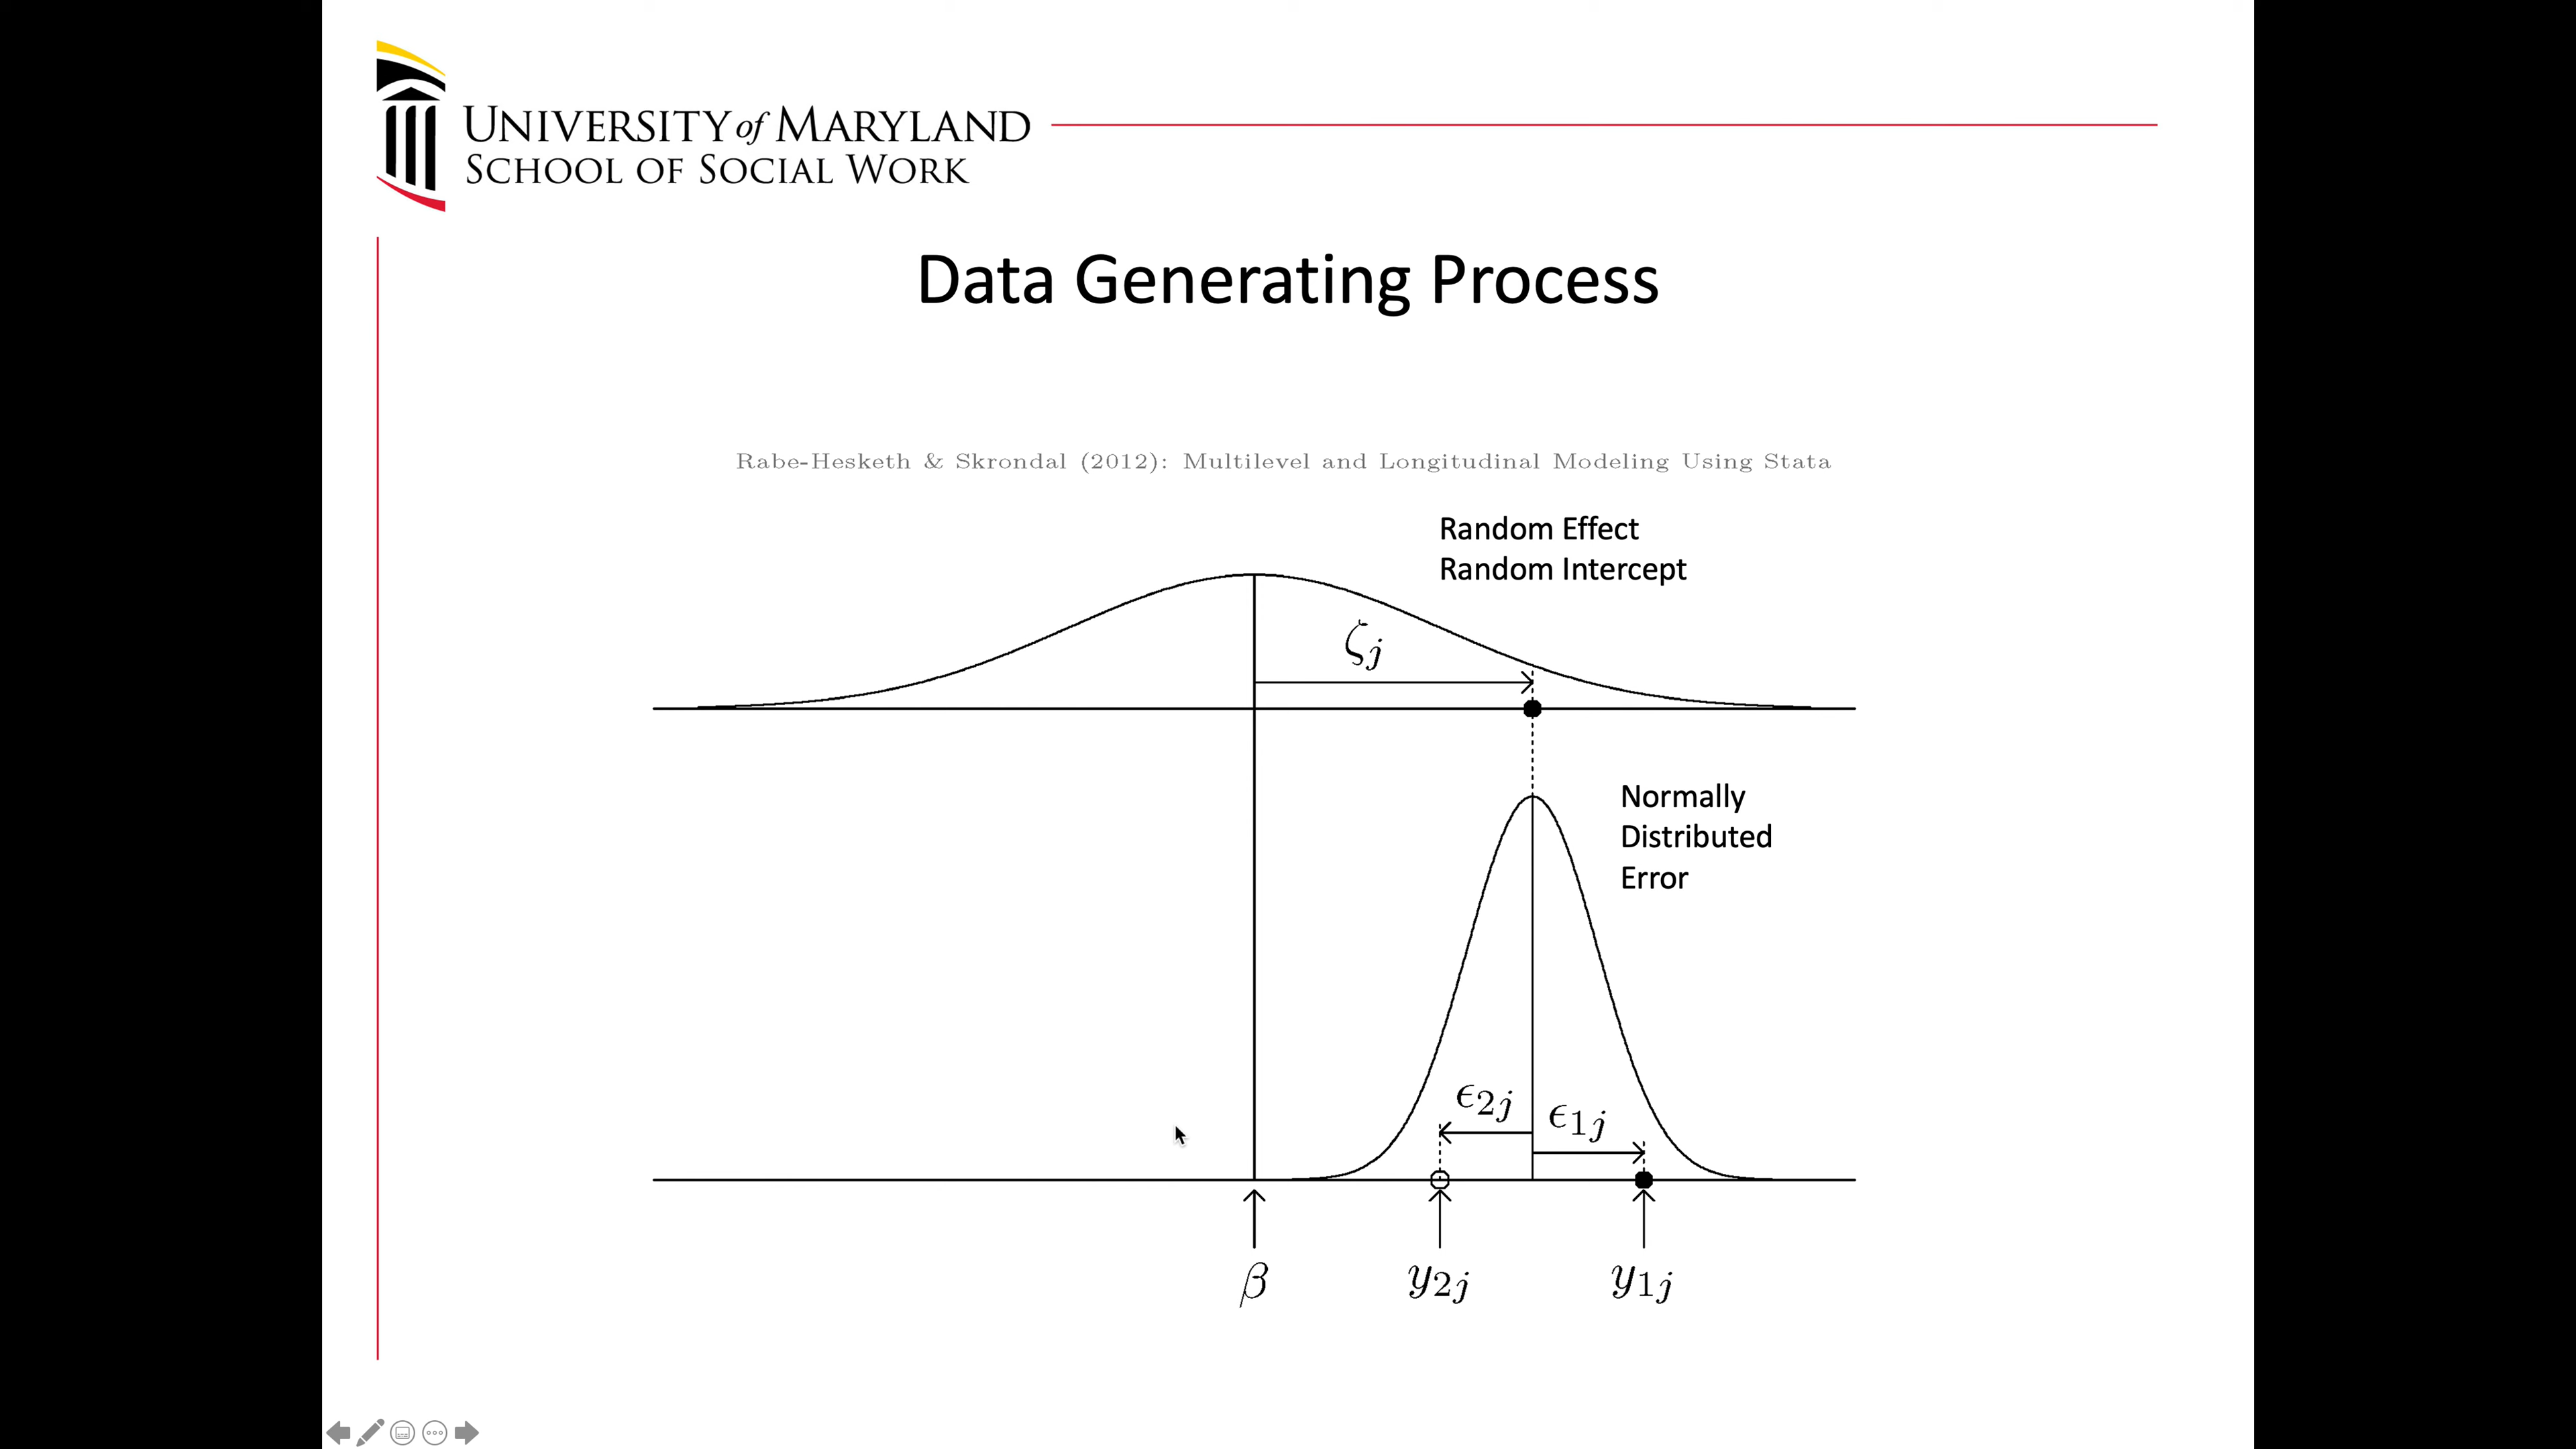 UNIVERSITY of MARYLAND
SCHOOL OF SOCIAL WORK
Data Generating Process
Rabe-Hesketh & Skrondal (2012): Multilevel and Longitudinal Modeling Using Stata
Random Effect
Random Intercept
ζj
Normally
Distributed
Error
ϵ2j
ϵ1j
β
y2j
y1j